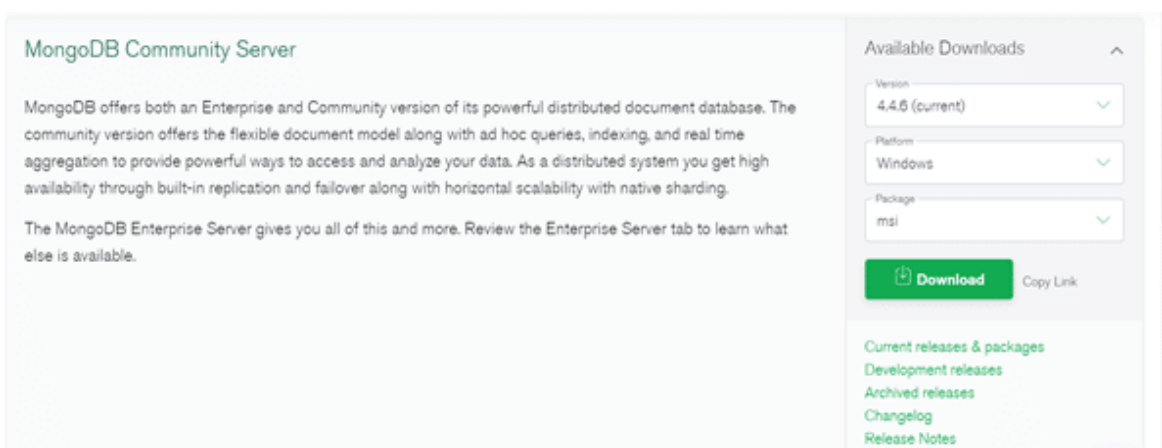 MongoDB Community Server
MongoDB offers both an Enterprise and Community version of its powerful distributed document database. The
community version offers the flexible document model along with ad hoc queries, indexing, and real time
aggregation to provide powerful ways to access and analyze your data. As a distributed system you get high
availability through built-in replication and failover along with horizontal scalability with native sharding.
The MongoDB Enterprise Server gives you all of this and more. Review the Enterprise Server tab to learn what
else is available.
Available Downloads
Version
4.4.6 (current)
Platform
Windows
Package
msi
Download
Copy Link
Current releases & packages
Development releases
Archived releases
Changelog
Release Notes